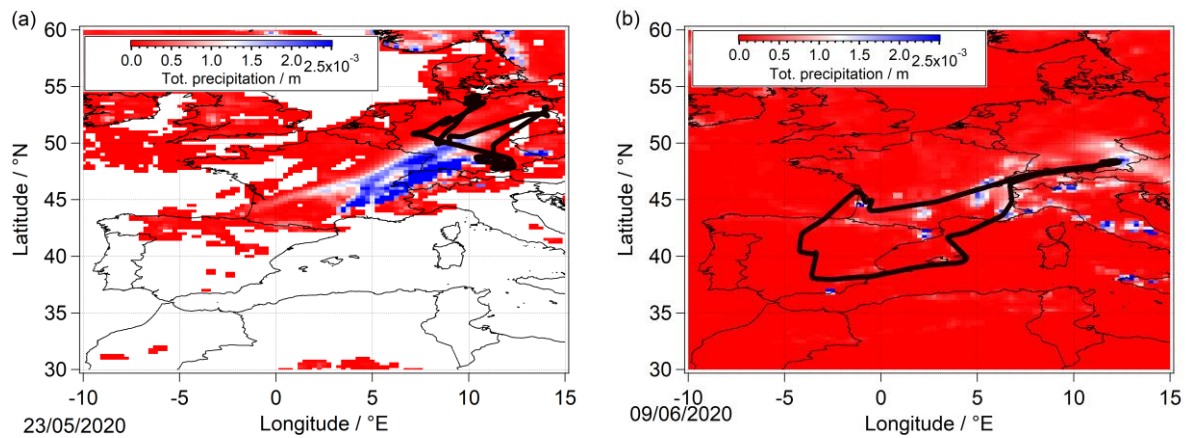 (a)
60
55
50
45
40
35
30
Latitude / °N
0.0 0.5 1.0 1.5 2.0
2.5x10⁻³
Tot. precipitation / m
-10 -5 0 5 10 15
Longitude / °E
23/05/2020
(b)
60
55
50
45
40
35
30
Latitude / °N
0.0 0.5 1.0 1.5 2.0
2.5x10⁻³
Tot. precipitation / m
-10 -5 0 5 10 15
Longitude / °E
09/06/2020